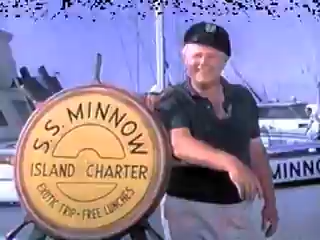 S.S. MINNOW
ISLAND CHARTER
EXOTIC TRIP - FREE LUNCHES
MINNOW